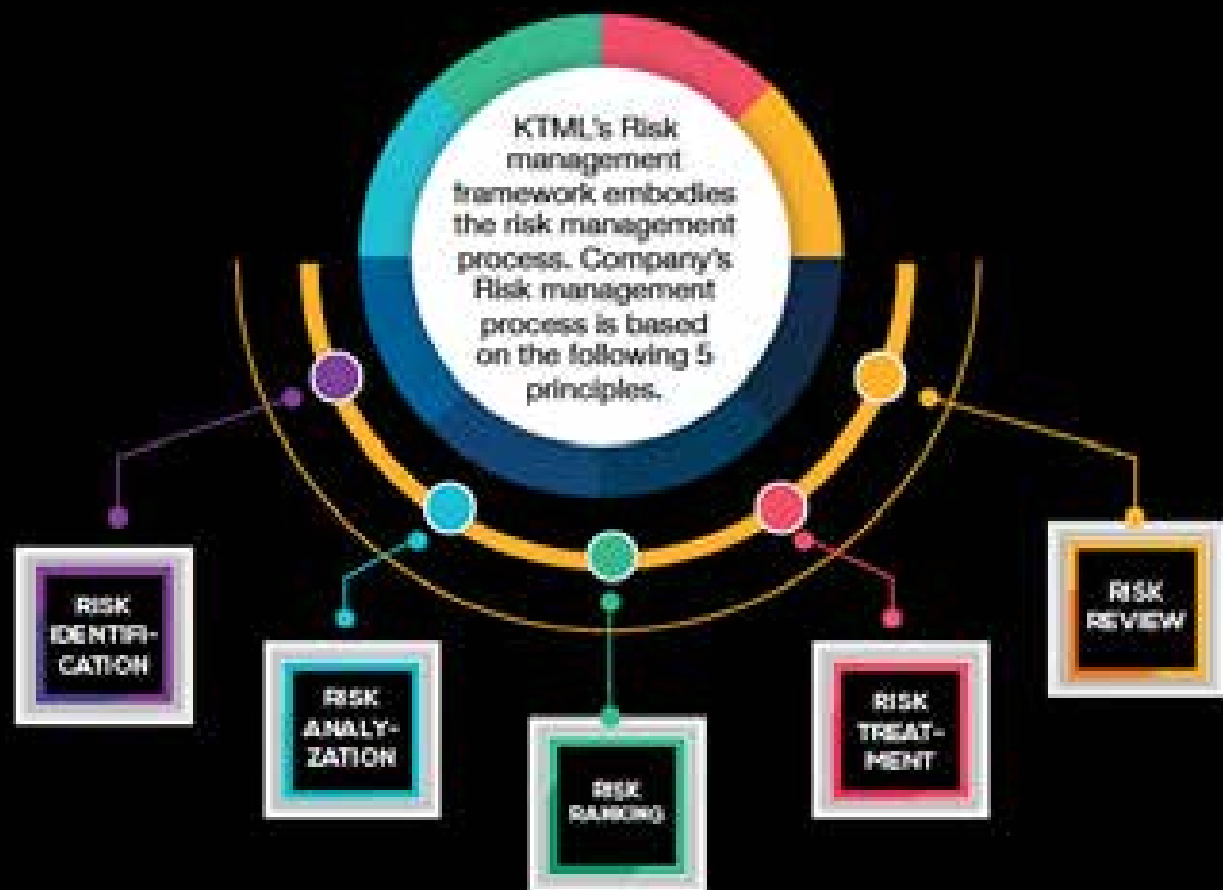 KTML's Risk
management
framework embodies
the risk management
process. Company's
Risk management
process is based
on the following 5
principles.
RISK
IDENTIFI-
CATION
RISK
ANALY-
ZATION
RISK
RANKING
RISK
TREAT-
MENT
RISK
REVIEW